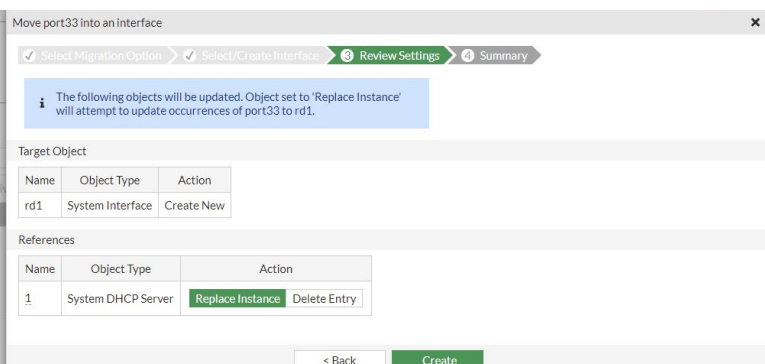 Move port33 into an interface
Select Migration Option Select/Create Interface 3 Review Settings 4 Summary
The following objects will be updated. Object set to 'Replace Instance'
will attempt to update occurrences of port33 to rd1.
Target Object
Name Object Type Action
rd1 System Interface Create New
References
Name Object Type Action
1 System DHCP Server Replace Instance Delete Entry
< Back Create